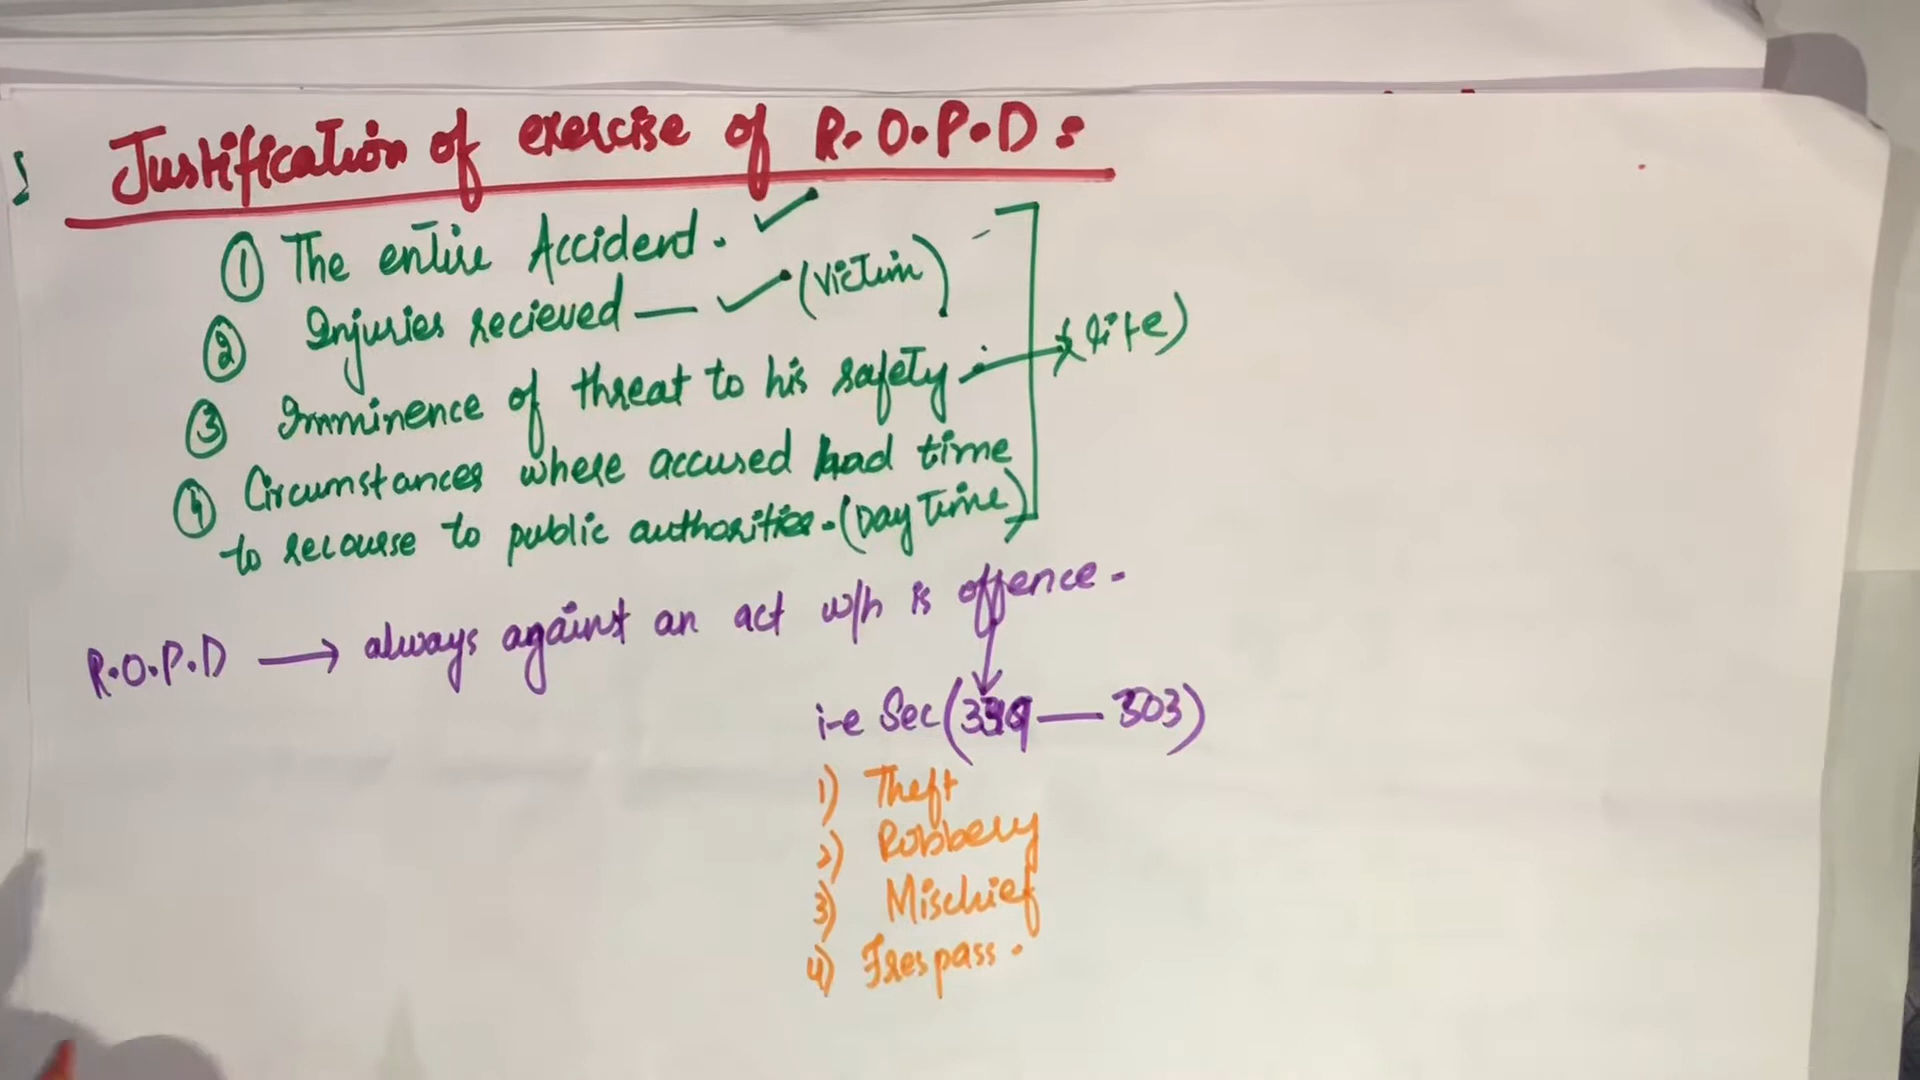 Justification of exercise of R.O.P.D:
① The entire Accident.
② Injuries recieved — (Victim)
③ Imminence of threat to his safety → (life)
④ Circumstances where accused had time
to recourse to public authorities. (Day Time)
R.O.P.D → always against an act w/h is offence.
i-e Sec ( — 303)
1) Theft
2) Robbery
3) Mischief
4) Trespass.